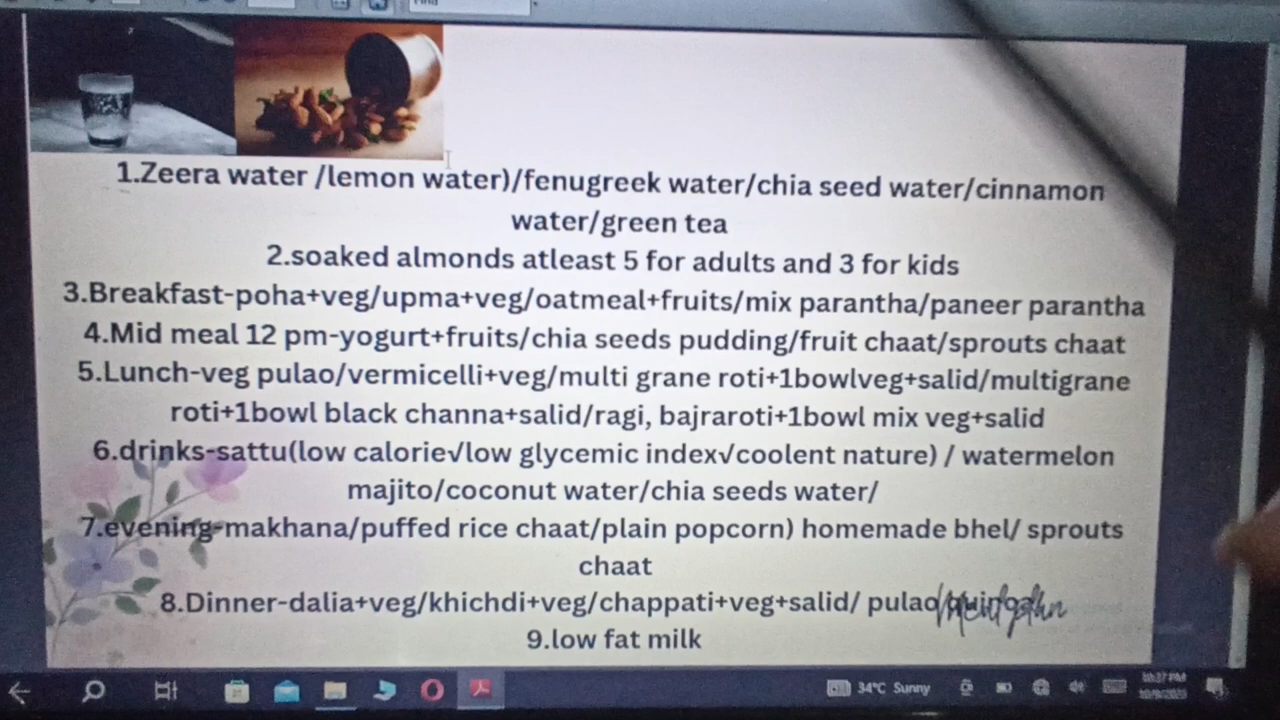 1.Zeera water /lemon water)/fenugreek water/chia seed water/cinnamon
water/green tea
2.soaked almonds atleast 5 for adults and 3 for kids
3.Breakfast-poha+veg/upma+veg/oatmeal+fruits/mix parantha/paneer parantha
4.Mid meal 12 pm-yogurt+fruits/chia seeds pudding/fruit chaat/sprouts chaat
5.Lunch-veg pulao/vermicelli+veg/multi grane roti+1bowlveg+salid/multigrane
roti+1bowl black channa+salid/ragi, bajraroti+1bowl mix veg+salid
6.drinks-sattu(low calorie√low glycemic index√coolent nature) / watermelon
majito/coconut water/chia seeds water/
7.evening-makhana/puffed rice chaat/plain popcorn) homemade bhel/ sprouts
chaat
8.Dinner-dalia+veg/khichdi+veg/chappati+veg+salid/ pulao/
9.low fat milk
34°C Sunny
10:37 PM